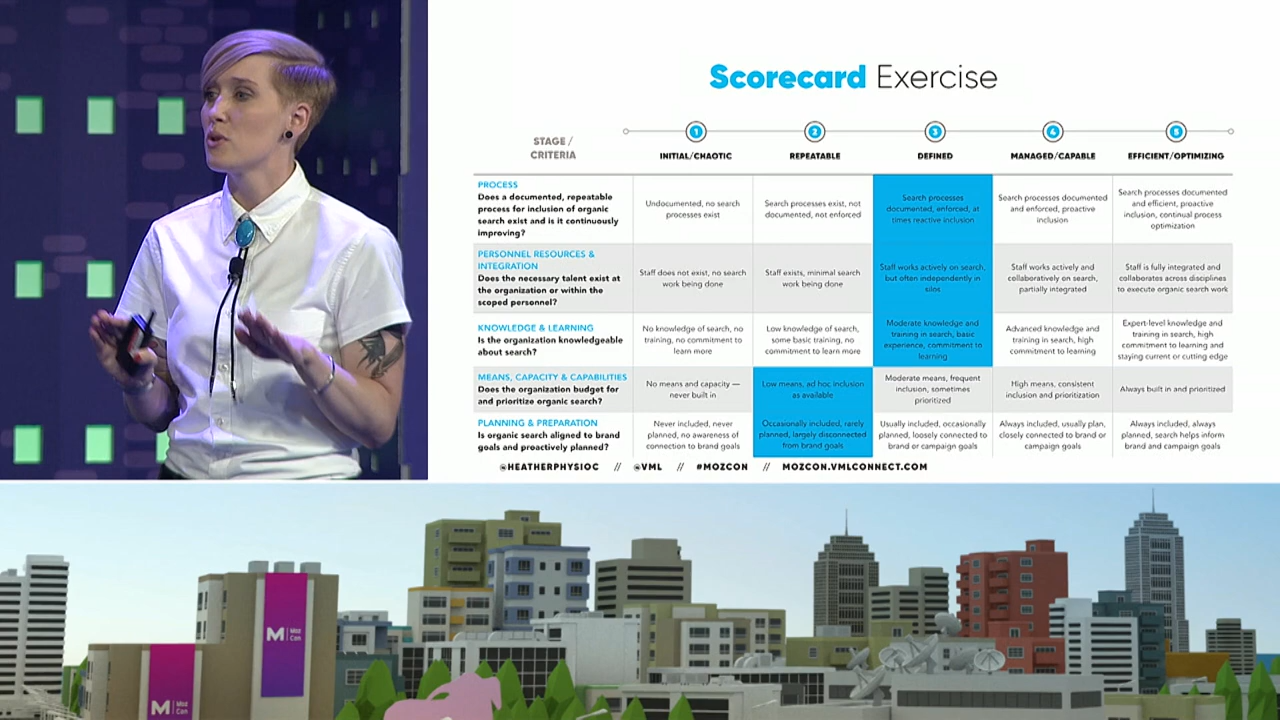 Scorecard Exercise
STAGE /
CRITERIA
1
2
3
4
5
INITIAL/CHAOTIC
REPEATABLE
DEFINED
MANAGED/CAPABLE
EFFICIENT/OPTIMIZING
PROCESS
Does a documented, repeatable
process for inclusion of organic
search exist and is it continuously
improving?
Undocumented, no search
processes exist
Search processes exist, not
documented, not enforced
Search processes
documented, enforced, at
times reactive inclusion
Search processes documented
and enforced, proactive
inclusion
Search processes documented
and efficient, proactive
inclusion, continual process
optimization
PERSONNEL RESOURCES &
INTEGRATION
Does the necessary talent exist at
the organization or within the
scoped personnel?
Staff does not exist, no search
work being done
Staff exists, minimal search
work being done
Staff works actively on search,
but often independently in
silos
Staff works actively and
collaboratively on search,
partially integrated
Staff is fully integrated and
collaborates across disciplines
to execute organic search work
KNOWLEDGE & LEARNING
Is the organization knowledgeable
about search?
No knowledge of search, no
training, no commitment to
learn more
Low knowledge of search,
some basic training, no
commitment to learn more
Moderate knowledge and
training in search, basic
experience, commitment to
learning
Advanced knowledge and
training in search, high
commitment to learning
Expert-level knowledge and
training in search, high
commitment to learning and
staying current or cutting edge
MEANS, CAPACITY & CAPABILITIES
Does the organization budget for
and prioritize organic search?
No means and capacity —
never built in
Low means, ad hoc inclusion
as available
Moderate means, frequent
inclusion, sometimes
prioritized
High means, consistent
inclusion and prioritization
Always built in and prioritized
PLANNING & PREPARATION
Is organic search aligned to brand
goals and proactively planned?
Never included, never
planned, no awareness of
connection to brand goals
Occasionally included, rarely
planned, largely disconnected
from brand goals
Usually included, occasionally
planned, loosely connected to
brand or campaign goals
Always included, usually plan,
closely connected to brand or
campaign goals
Always included, always
planned, search helps inform
brand and campaign goals
@HEATHERPHYSIOC // @VML // #MOZCON // MOZCON.VMLCONNECT.COM
M Moz
Con
M Moz
Con